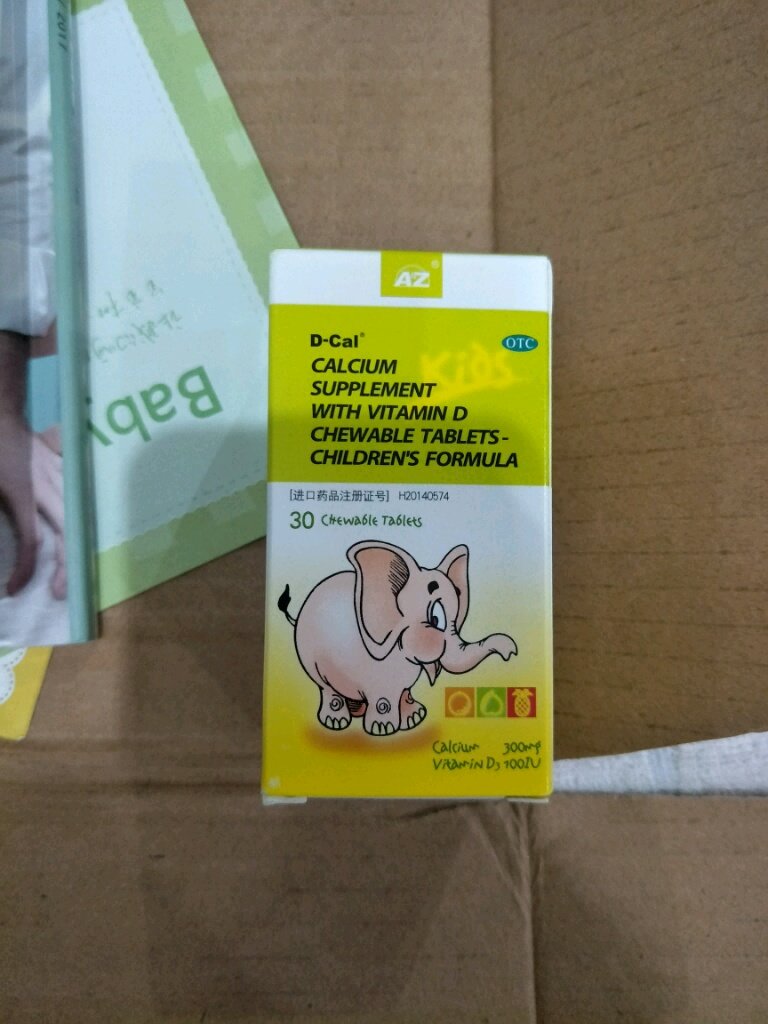 AZ®
D-Cal®
OTC
Kids
CALCIUM
SUPPLEMENT
WITH VITAMIN D
CHEWABLE TABLETS-
CHILDREN'S FORMULA
[进口药品注册证号] H20140574
30 Chewable Tablets
Calcium 300mg
Vitamin D₃ 100IU
Baby
2017